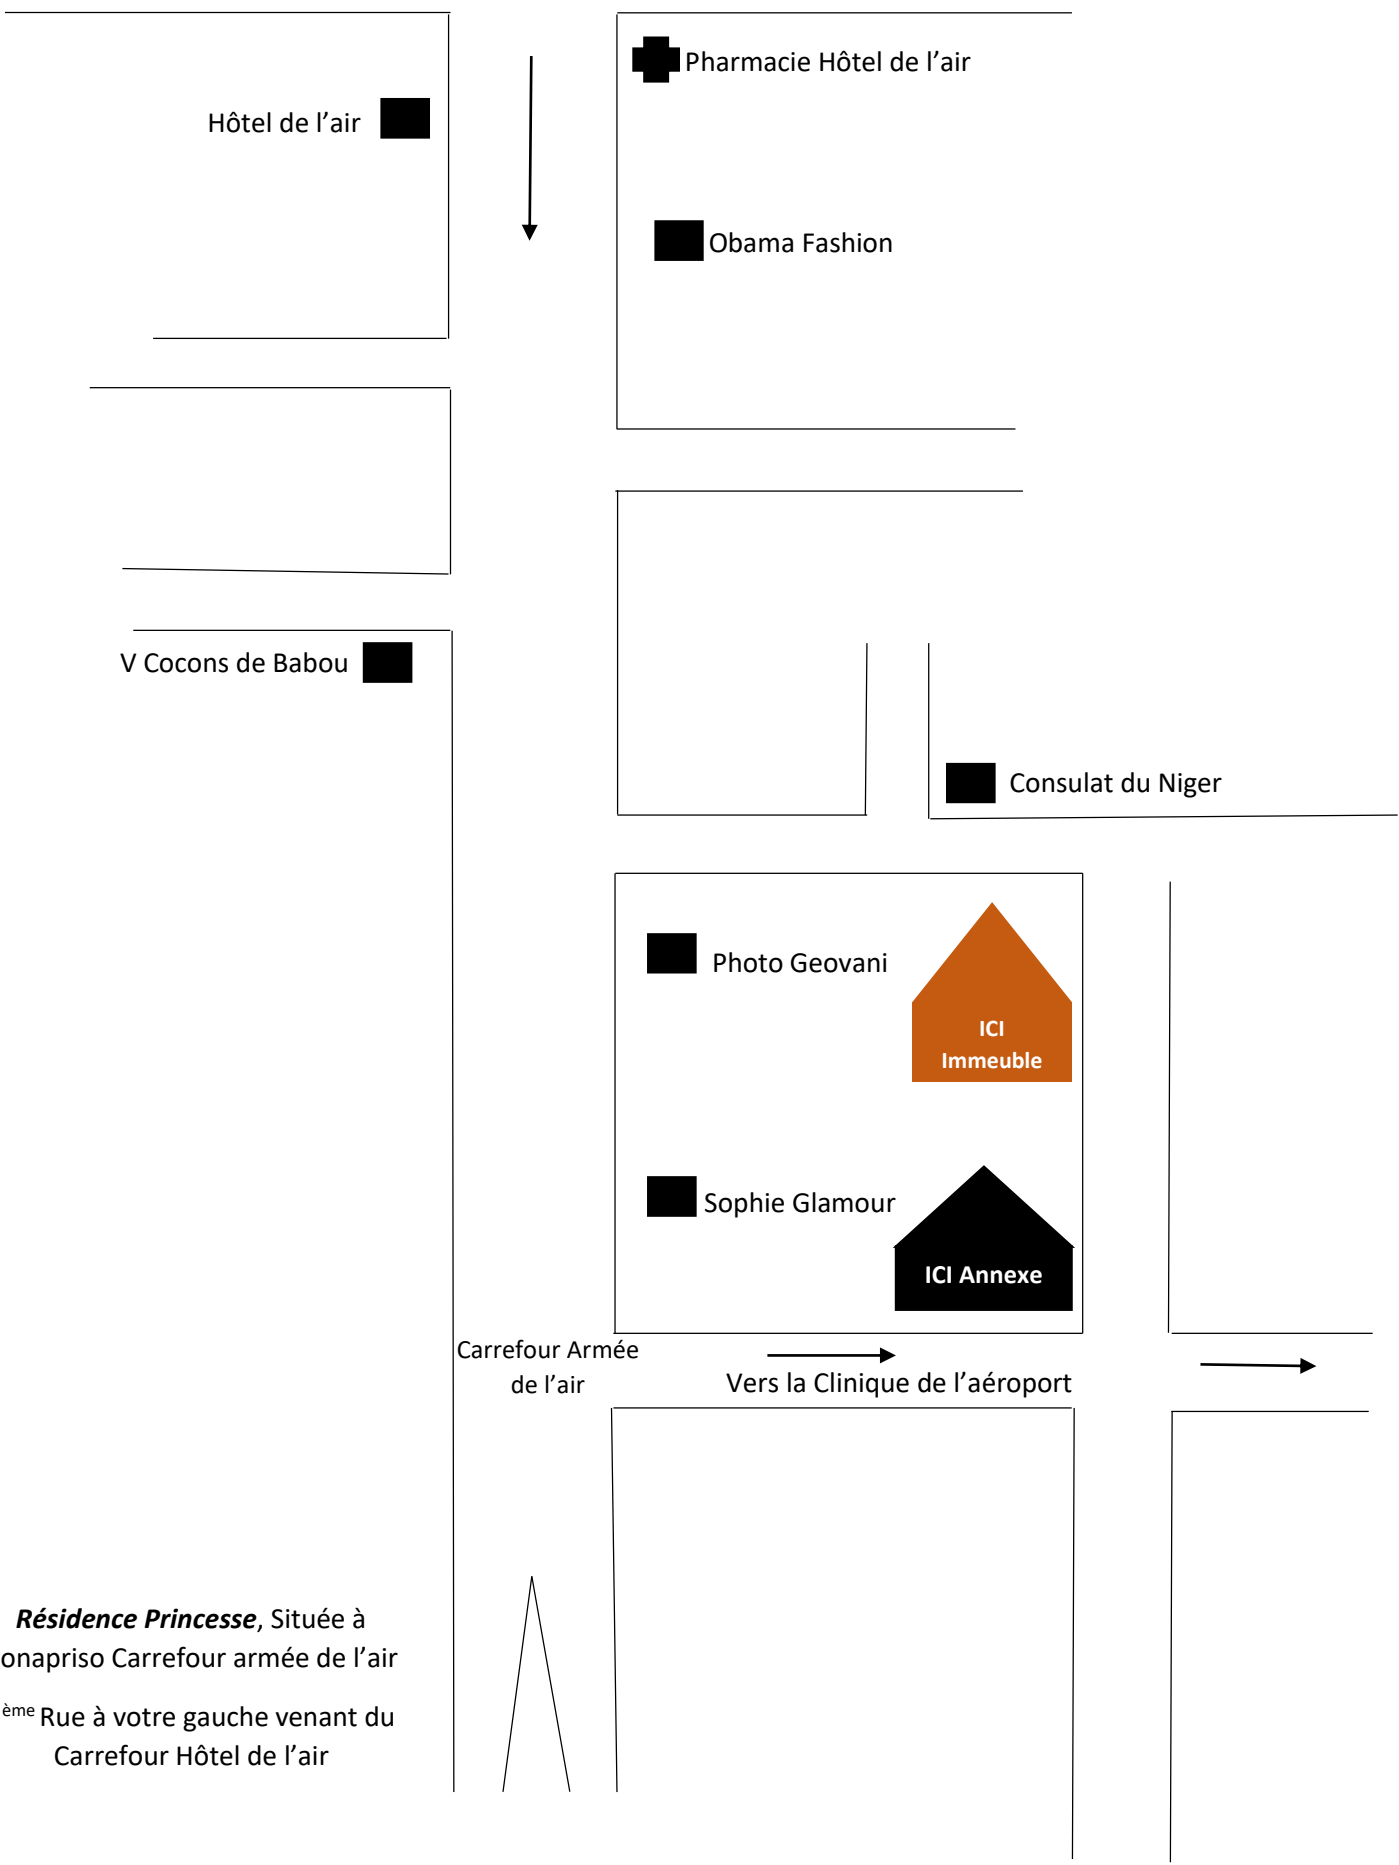 Pharmacie Hôtel de l’air
Hôtel de l’air
Obama Fashion
V Cocons de Babou
Consulat du Niger
Photo Geovani
ICI
Immeuble
Sophie Glamour
ICI Annexe
Carrefour Armée
de l’air
Vers la Clinique de l’aéroport
Résidence Princesse, Située à
onapriso Carrefour armée de l’air
ème Rue à votre gauche venant du
Carrefour Hôtel de l’air